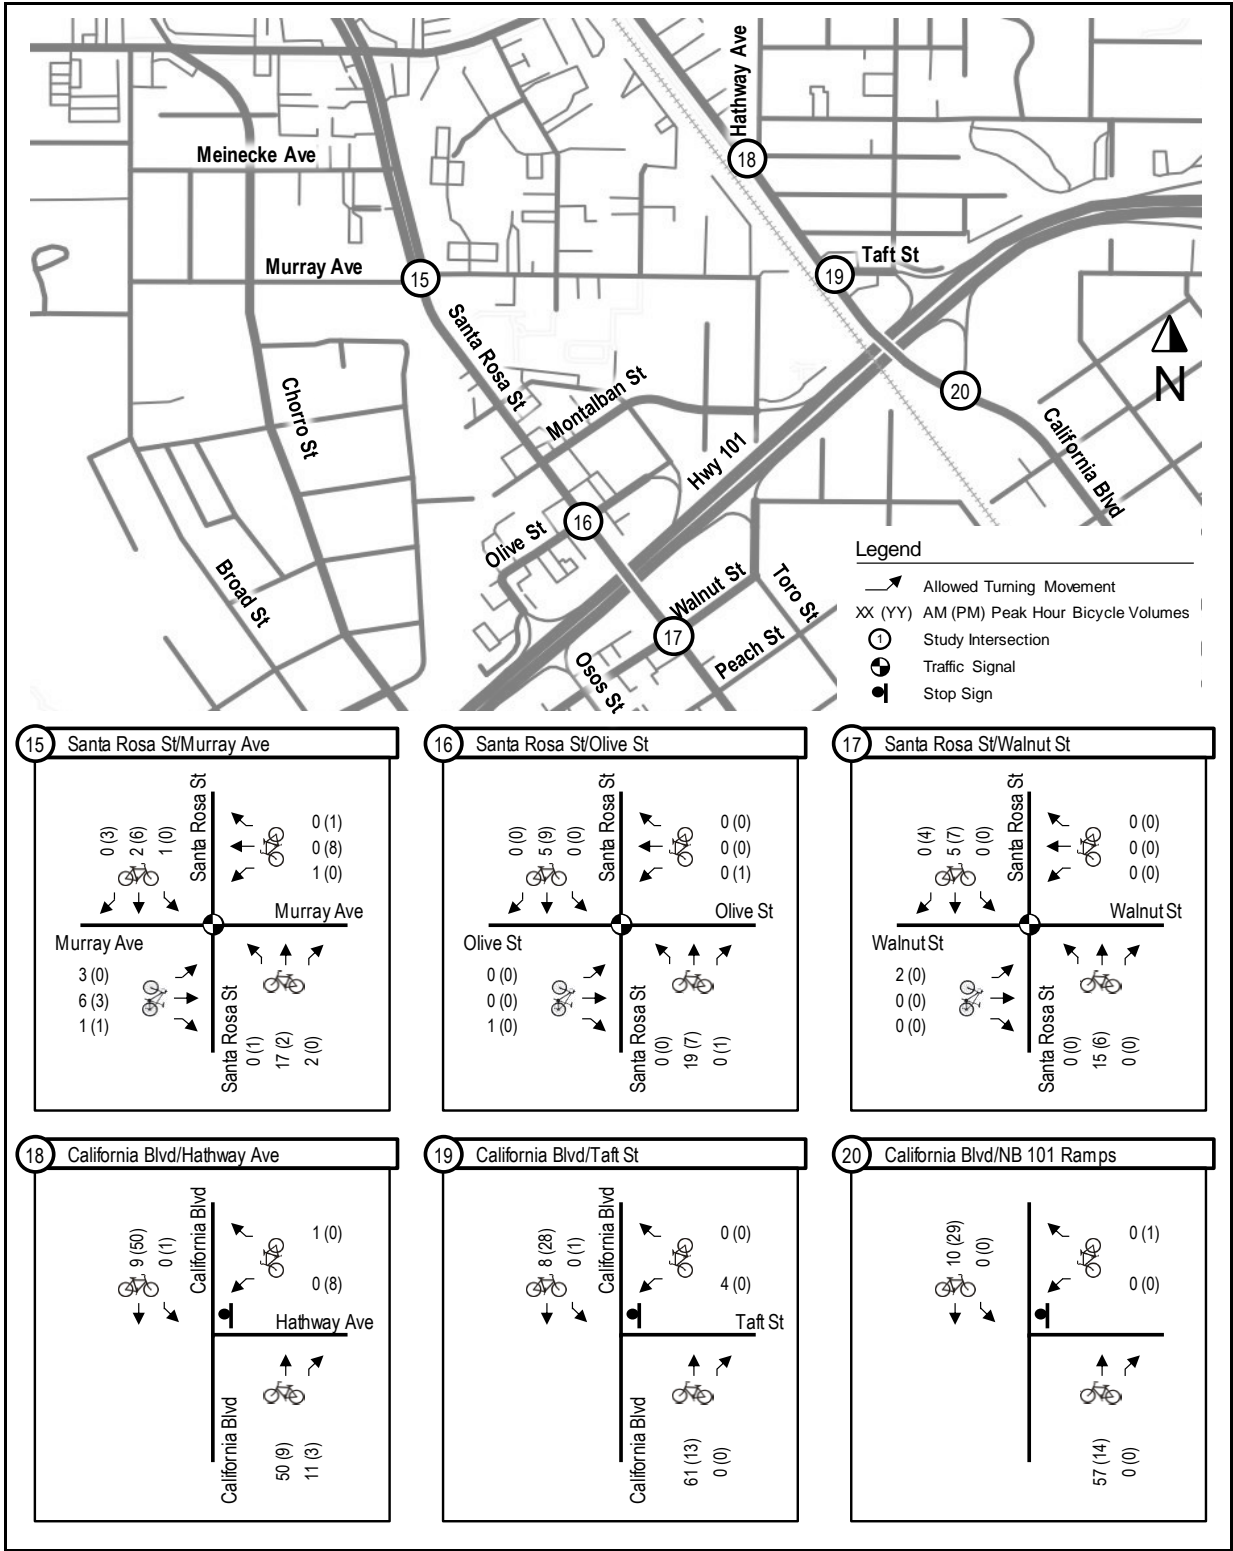 Hathway Ave
18
Meinecke Ave
Taft St
Murray Ave
15
19
Santa Rosa St
N
Montalban St
20
Chorro St
California Blvd
Hwy 101
Olive St
16
Broad St
Walnut St
Toro St
17
Peach St
Osos St
Legend
Allowed Turning Movement
XX (YY) AM (PM) Peak Hour Bicycle Volumes
1 Study Intersection
Traffic Signal
Stop Sign
15 Santa Rosa St/Murray Ave
0 (3)
2 (6)
1 (0)
Santa Rosa St
0 (1)
0 (8)
1 (0)
Murray Ave
Murray Ave
3 (0)
6 (3)
1 (1)
Santa Rosa St
0 (1)
17 (2)
2 (0)
16 Santa Rosa St/Olive St
0 (0)
5 (9)
0 (0)
Santa Rosa St
0 (0)
0 (0)
0 (1)
Olive St
Olive St
0 (0)
0 (0)
1 (0)
Santa Rosa St
0 (0)
19 (7)
0 (1)
17 Santa Rosa St/Walnut St
0 (4)
5 (7)
0 (0)
Santa Rosa St
0 (0)
0 (0)
0 (0)
Walnut St
Walnut St
2 (0)
0 (0)
0 (0)
Santa Rosa St
0 (0)
15 (6)
0 (0)
18 California Blvd/Hathway Ave
9 (50)
0 (1)
California Blvd
1 (0)
0 (8)
Hathway Ave
California Blvd
50 (9)
11 (3)
19 California Blvd/Taft St
8 (28)
0 (1)
California Blvd
0 (0)
4 (0)
Taft St
California Blvd
61 (13)
0 (0)
20 California Blvd/NB 101 Ramps
10 (29)
0 (0)
0 (1)
0 (0)
57 (14)
0 (0)